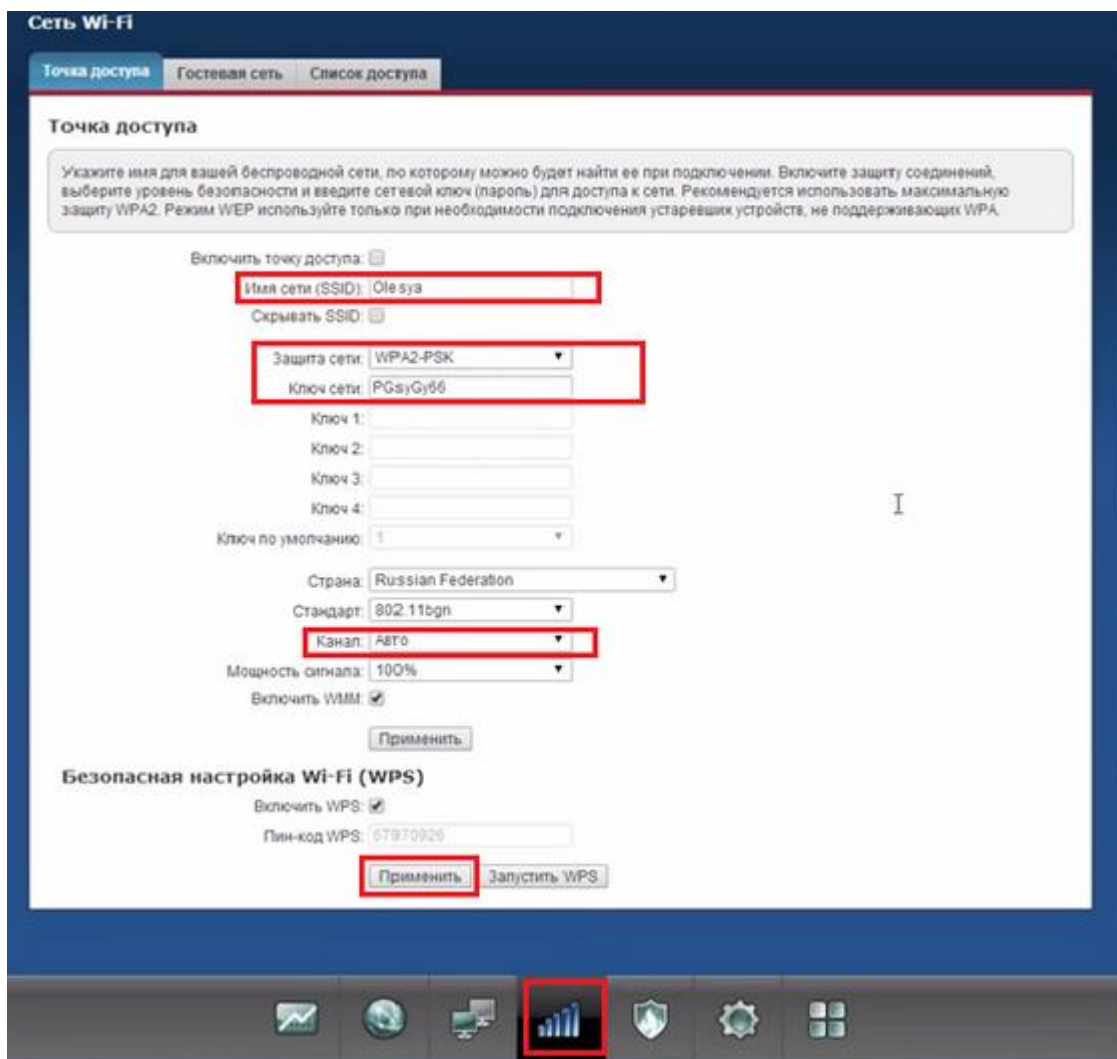 Сеть Wi-Fi
Точка доступа Гостевая сеть Список доступа
Точка доступа
Укажите имя для вашей беспроводной сети, по которому можно будет найти ее при подключении. Включите защиту соединений,
выберите уровень безопасности и введите сетевой ключ (пароль) для доступа к сети. Рекомендуется использовать максимальную
защиту WPA2. Режим WEP используйте только при необходимости подключения устаревших устройств, не поддерживающих WPA.
Включить точку доступа:
Имя сети (SSID): Olesya
Скрывать SSID:
Защита сети: WPA2-PSK
Ключ сети: PGsyGy66
Ключ 1:
Ключ 2:
Ключ 3:
Ключ 4:
Ключ по умолчанию: 1
Страна: Russian Federation
Стандарт: 802.11bgn
Канал: Авто
Мощность сигнала: 100%
Включить WMM:
Применить
Безопасная настройка Wi-Fi (WPS)
Включить WPS:
Пин-код WPS: 67970926
Применить Запустить WPS